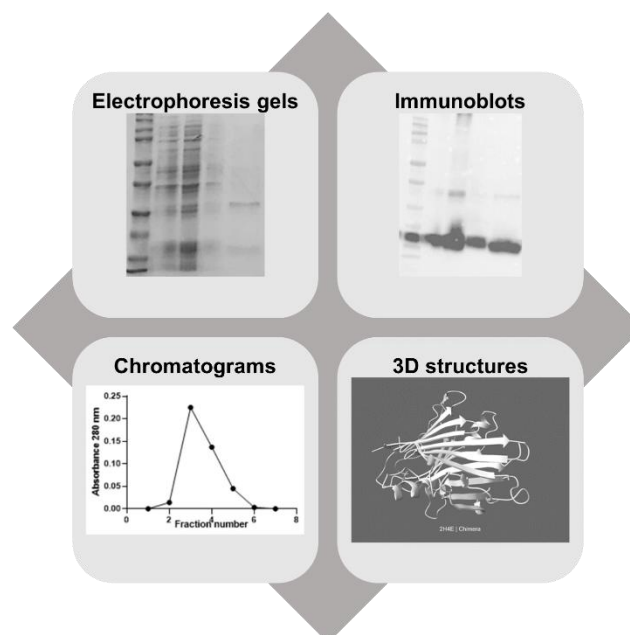 Electrophoresis gels
Immunoblots
Chromatograms
0.25
0.20
0.15
0.10
0.05
0.00
Absorbance 280 nm
0
2
4
6
8
Fraction number
3D structures
2H4E | Chimera